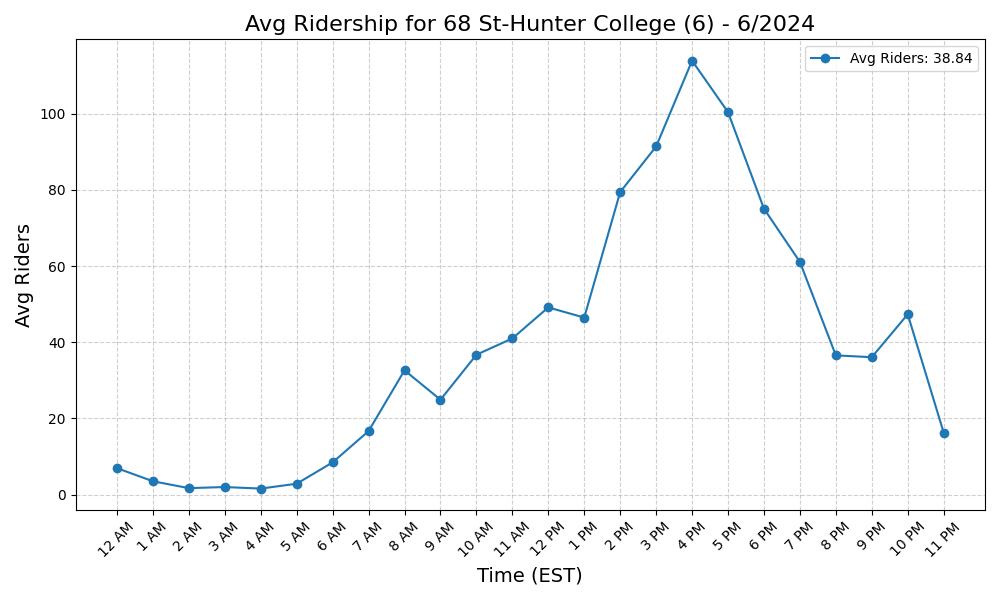 Avg Ridership for 68 St-Hunter College (6) - 6/2024
Avg Riders: 38.84
Avg Riders
100
80
60
40
20
0
12 AM
1 AM
2 AM
3 AM
4 AM
5 AM
6 AM
7 AM
8 AM
9 AM
10 AM
11 AM
12 PM
1 PM
2 PM
3 PM
4 PM
5 PM
6 PM
7 PM
8 PM
9 PM
10 PM
11 PM
Time (EST)